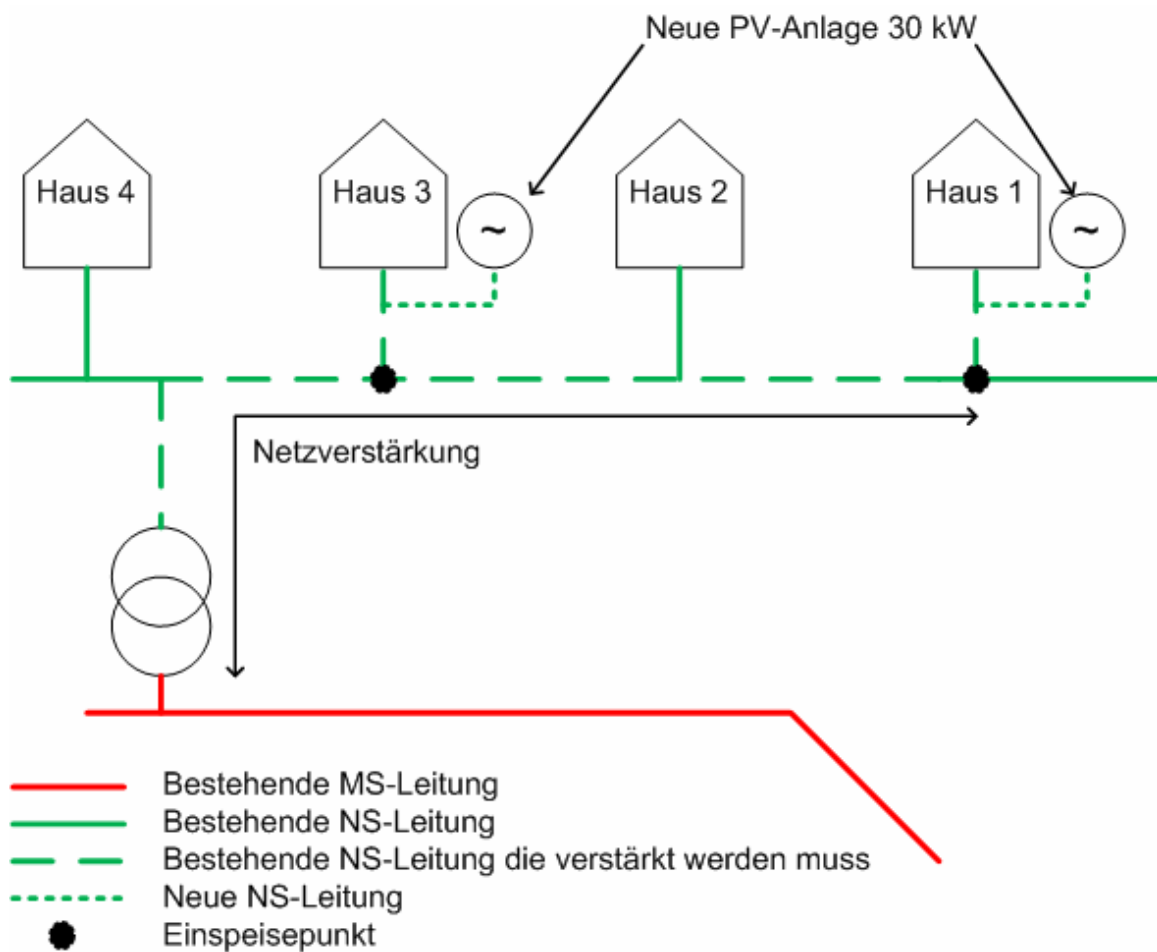 Neue PV-Anlage 30 kW
Haus 4
Haus 3
~
Haus 2
Haus 1
~
Netzverstärkung
Bestehende MS-Leitung
Bestehende NS-Leitung
Bestehende NS-Leitung die verstärkt werden muss
Neue NS-Leitung
Einspeisepunkt